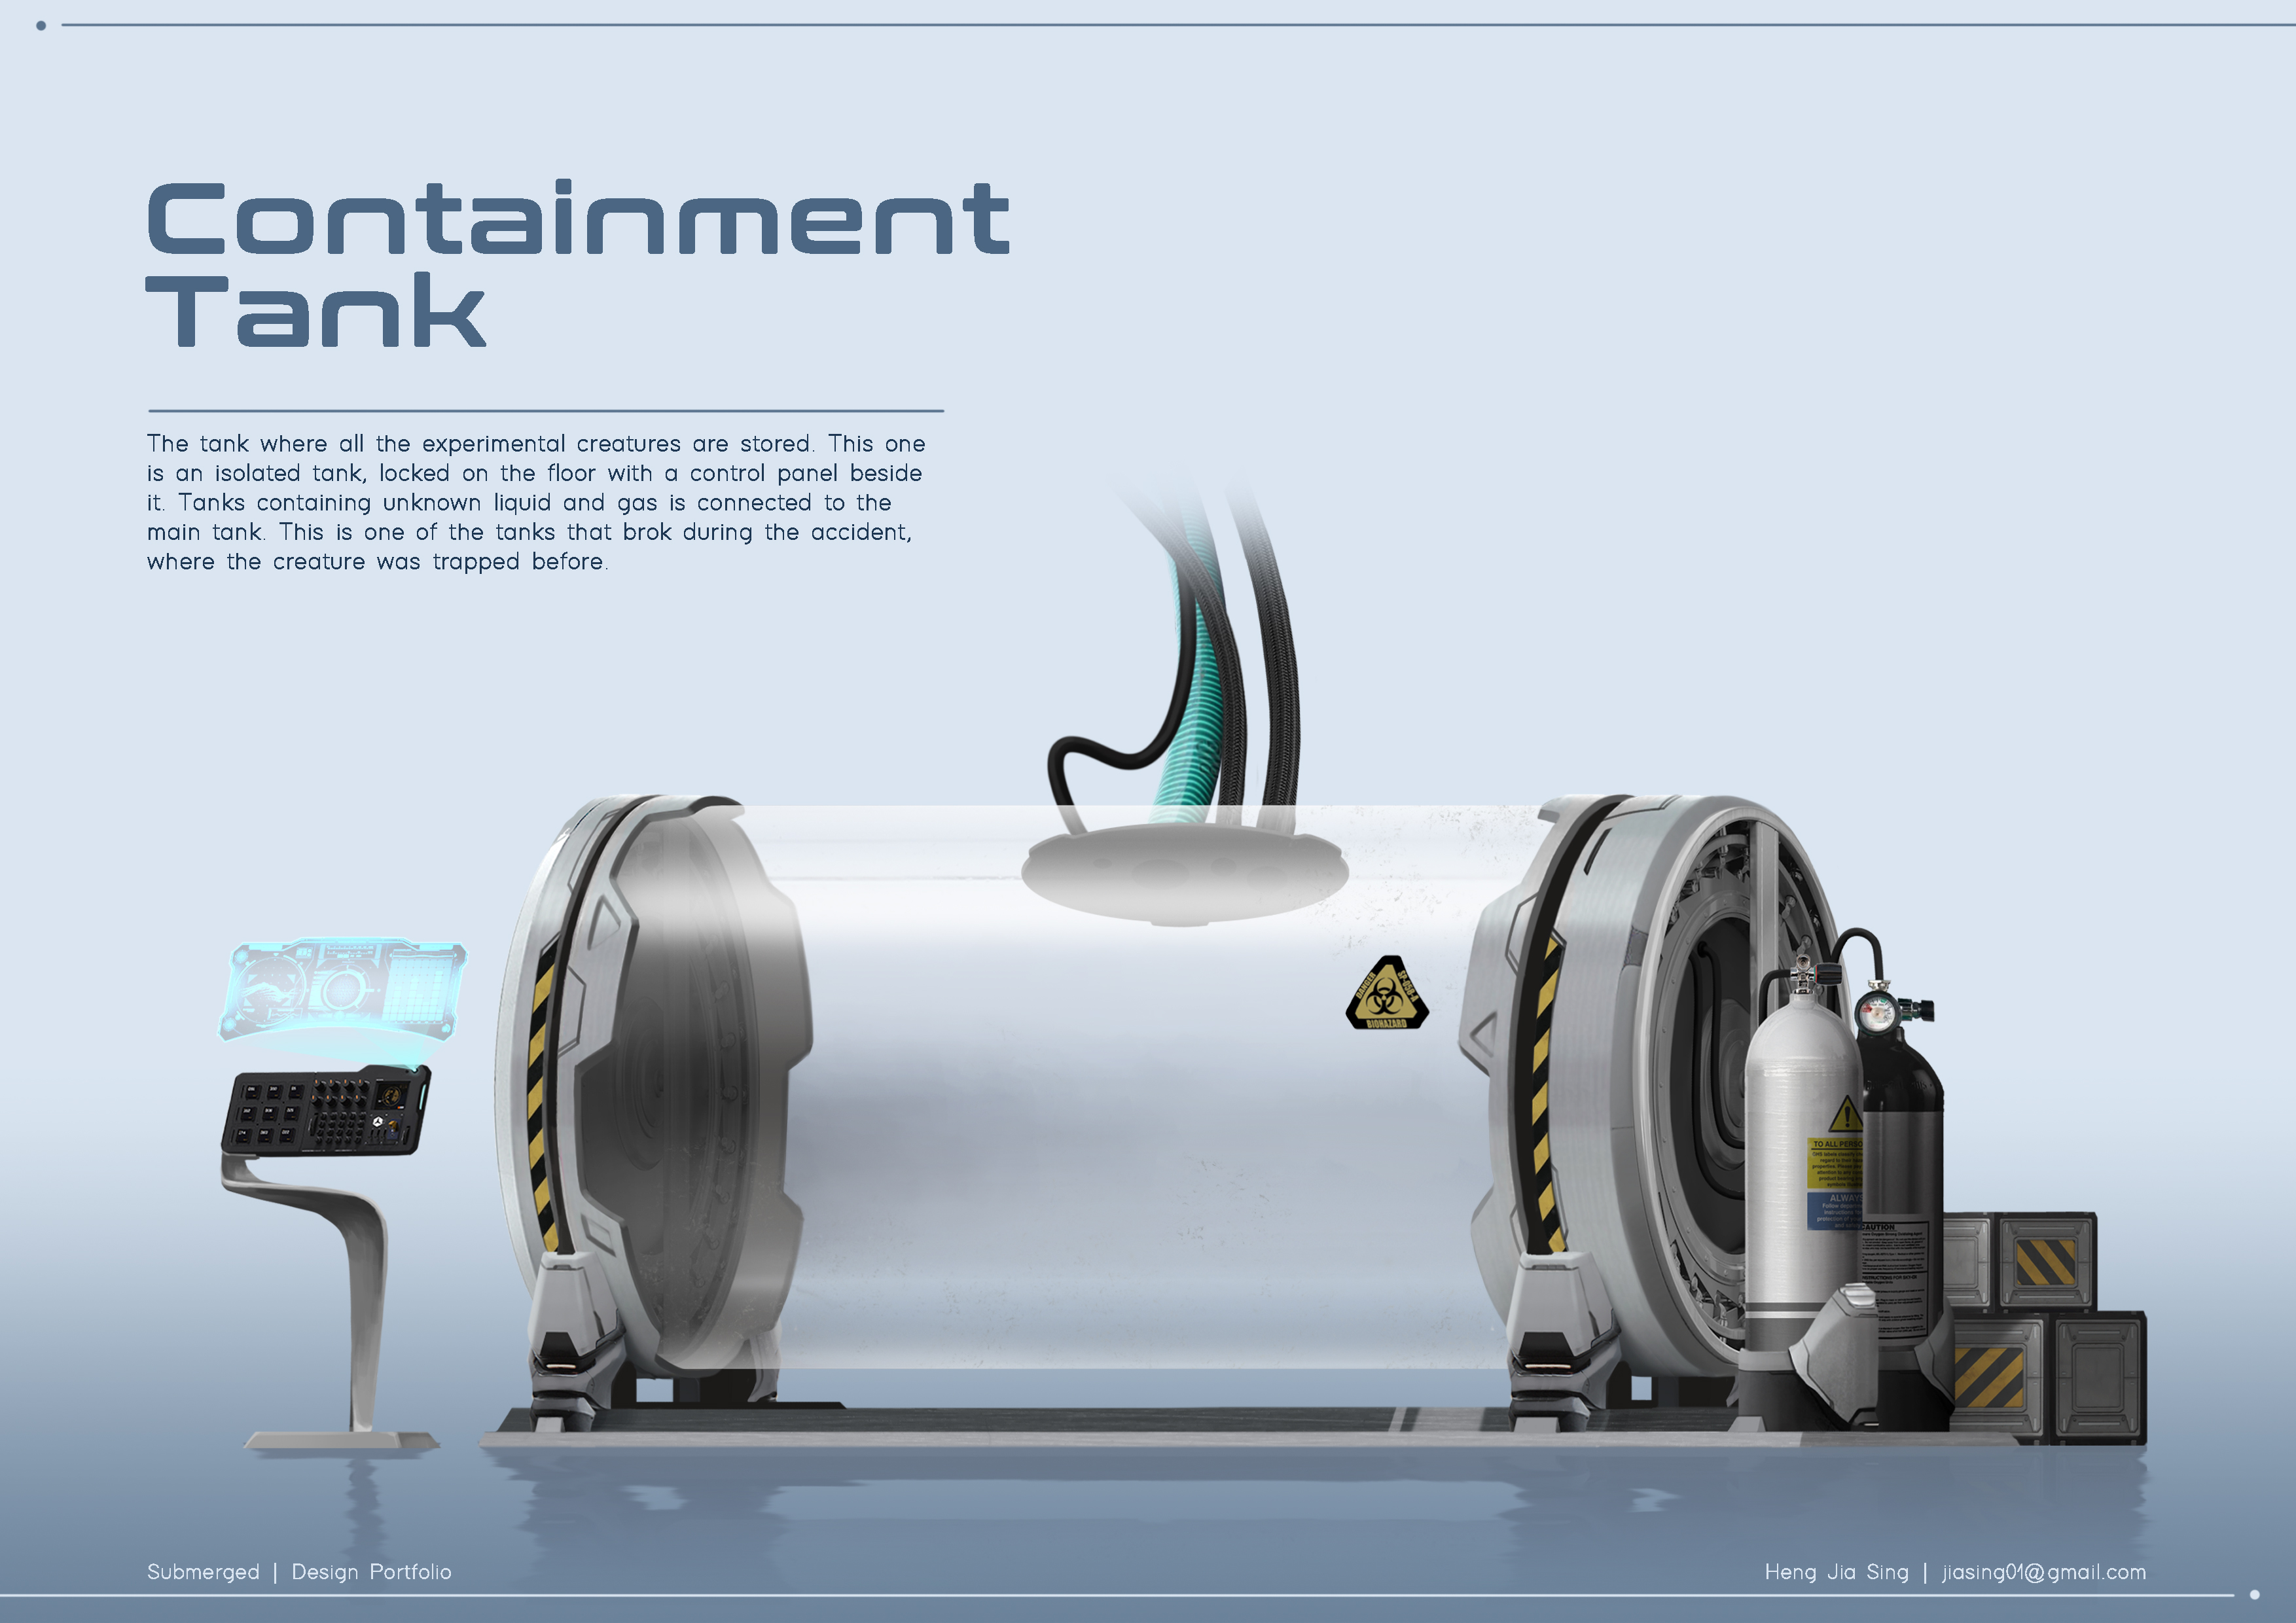 Containment
Tank
The tank where all the experimental creatures are stored. This one
is an isolated tank, locked on the floor with a control panel beside
it. Tanks containing unknown liquid and gas is connected to the
main tank. This is one of the tanks that brok during the accident,
where the creature was trapped before.
DANGER
BIOHAZARD
TO ALL PERSO
ALWAYS
CAUTION
INSTRUCTIONS FOR
Submerged | Design Portfolio
Heng Jia Sing | jiasing01@gmail.com